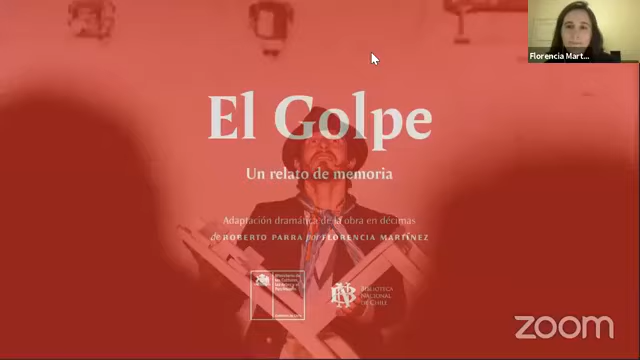 Florencia Mart...
El Golpe
Un relato de memoria
Adaptación dramática de la obra en décimas
de ROBERTO PARRA por FLORENCIA MARTÍNEZ
BIBLIOTECA
NACIONAL
DE CHILE
zoom